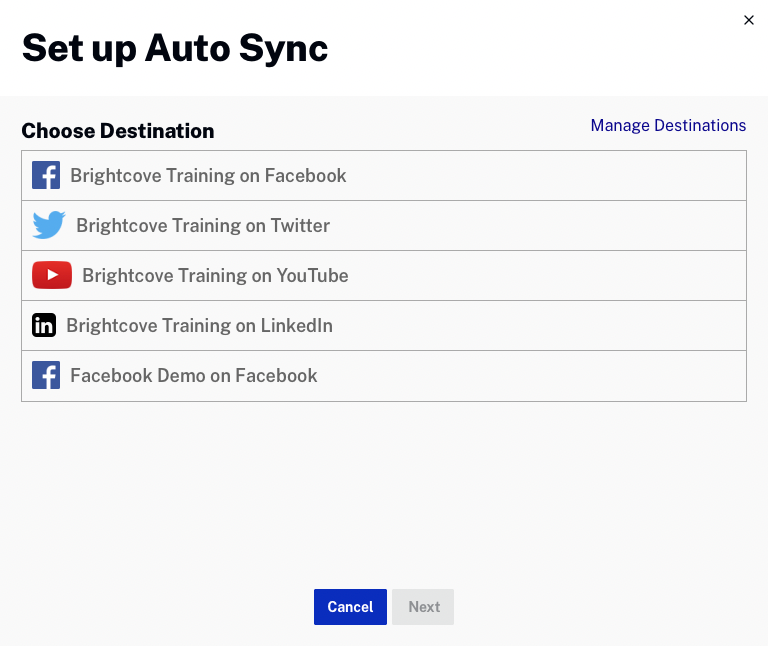 Set up Auto Sync
Choose Destination
Manage Destinations
Brightcove Training on Facebook
Brightcove Training on Twitter
Brightcove Training on YouTube
in Brightcove Training on LinkedIn
Facebook Demo on Facebook
Cancel
Next